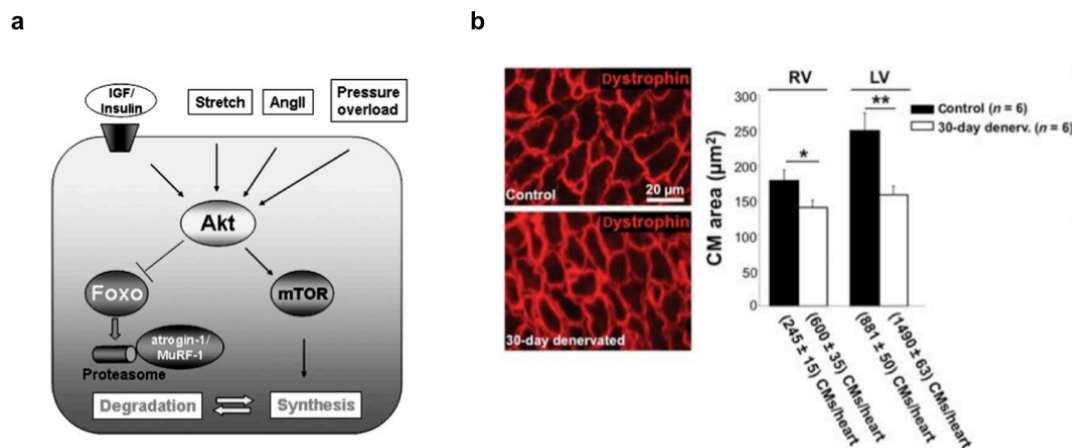 a
IGF/
Insulin
Stretch
AngII
Pressure
overload
Akt
Foxo
mTOR
atrogin-1/
MuRF-1
Proteasome
Degradation
Synthesis
b
Dystrophin
Control
20 µm
Dystrophin
30-day denervated
RV
LV
CM area (µm²)
300
250
200
150
100
50
0
*
**
Control (n = 6)
30-day denerv. (n = 6)
(245 ± 15) CMs/heart
(600 ± 35) CMs/heart
(881 ± 50) CMs/heart
(1490 ± 63) CMs/heart